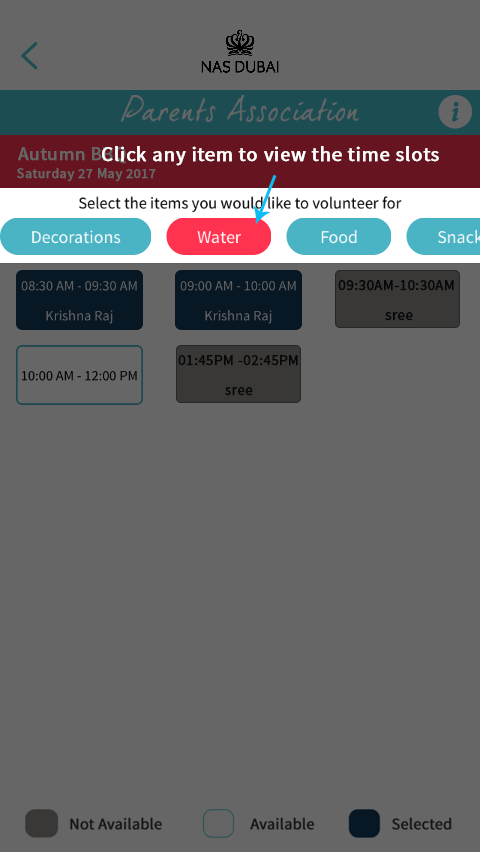 NAS DUBAI
Parents Association
i
Autumn
Click any item to view the time slots
Saturday 27 May 2017
Select the items you would like to volunteer for
Decorations Water Food Snack
08:30 AM - 09:30 AM 09:00 AM - 10:00 AM 09:30AM-10:30AM
Krishna Raj Krishna Raj sree
10:00 AM - 12:00 PM 01:45PM -02:45PM
sree
Not Available Available Selected